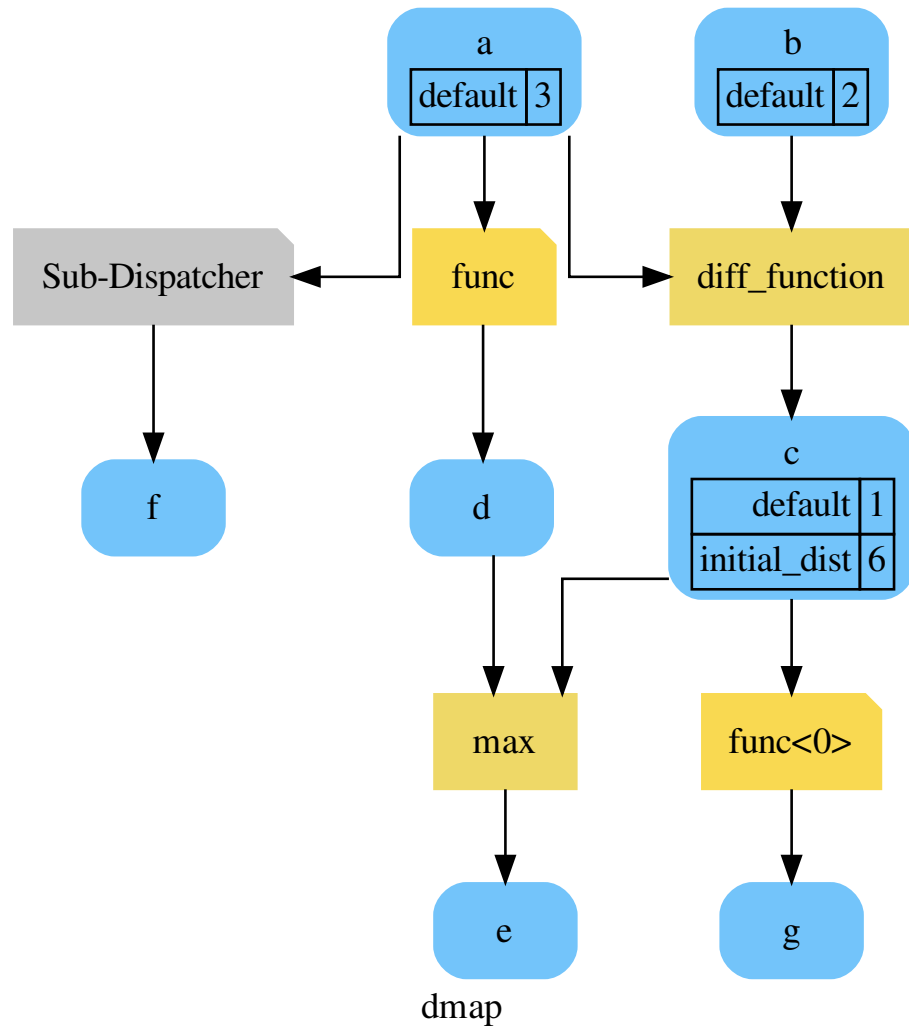 a
default 3
b
default 2
Sub-Dispatcher
func
diff_function
f
d
c
default 1
initial_dist 6
max
func<0>
e
g
dmap